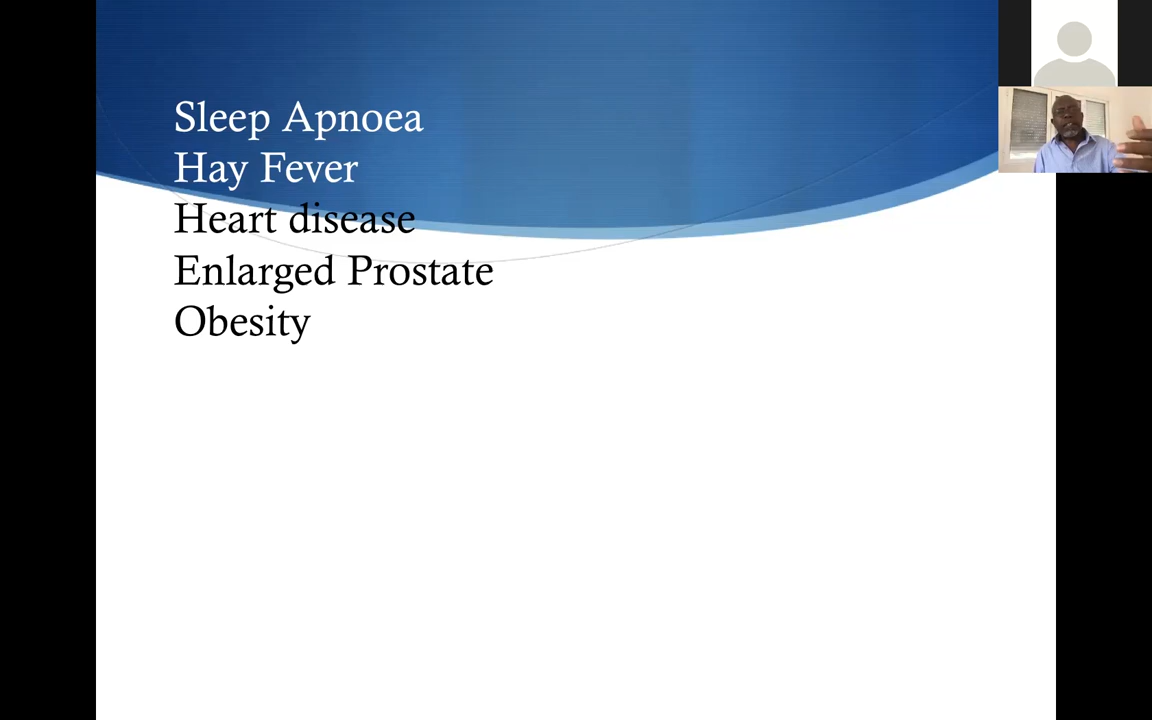 Sleep Apnoea
Hay Fever
Heart disease
Enlarged Prostate
Obesity